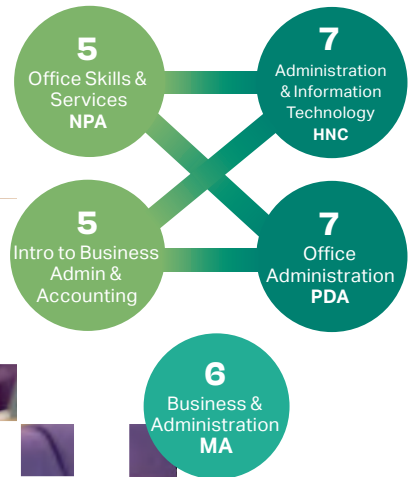 5
Office Skills &
Services
NPA
7
Administration
& Information
Technology
HNC
5
Intro to Business
Admin &
Accounting
7
Office
Administration
PDA
6
Business &
Administration
MA